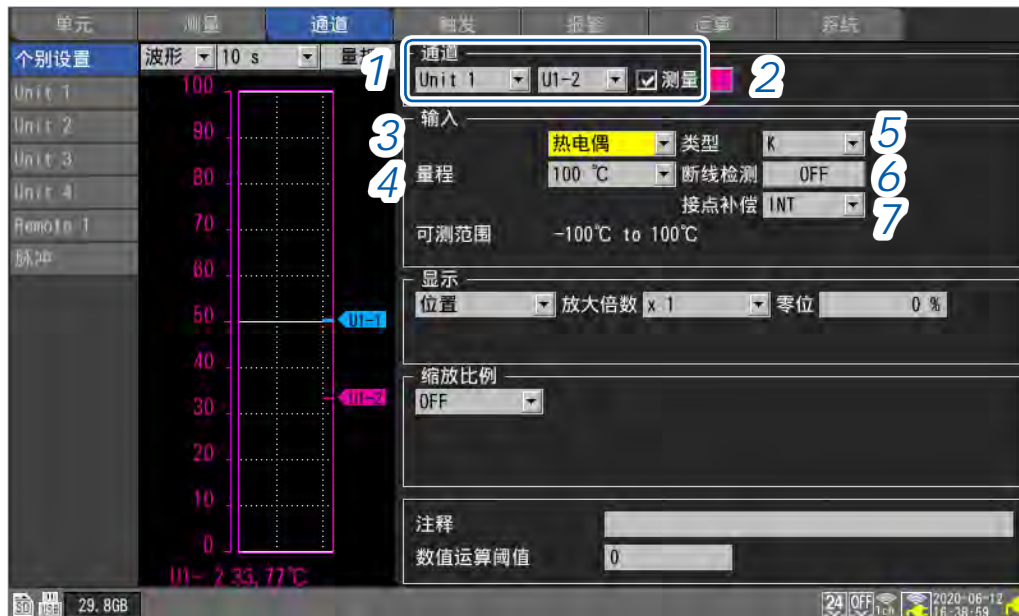 单元 测量 通道 触发 报警 运算 系统
个别设置
Unit 1
Unit 2
Unit 3
Unit 4
Remote 1
脉冲
波形 10 s
100
90
80
70
60
50
40
30
20
10
0
U1-1
U1-2
U1- 2 33,77℃
1
通道
Unit 1 U1-2 测量
2
输入
3
热电偶 类型 K
5
4
量程 100 ℃ 断线检测 OFF
6
接点补偿 INT
7
可测范围 -100℃ to 100℃
显示
位置 放大倍数 x 1 零位 0 %
缩放比例
OFF
注释
数值运算阈值 0
SD USB 29.8GB
24 OFF 1ch 2020-06-12
16:38:59